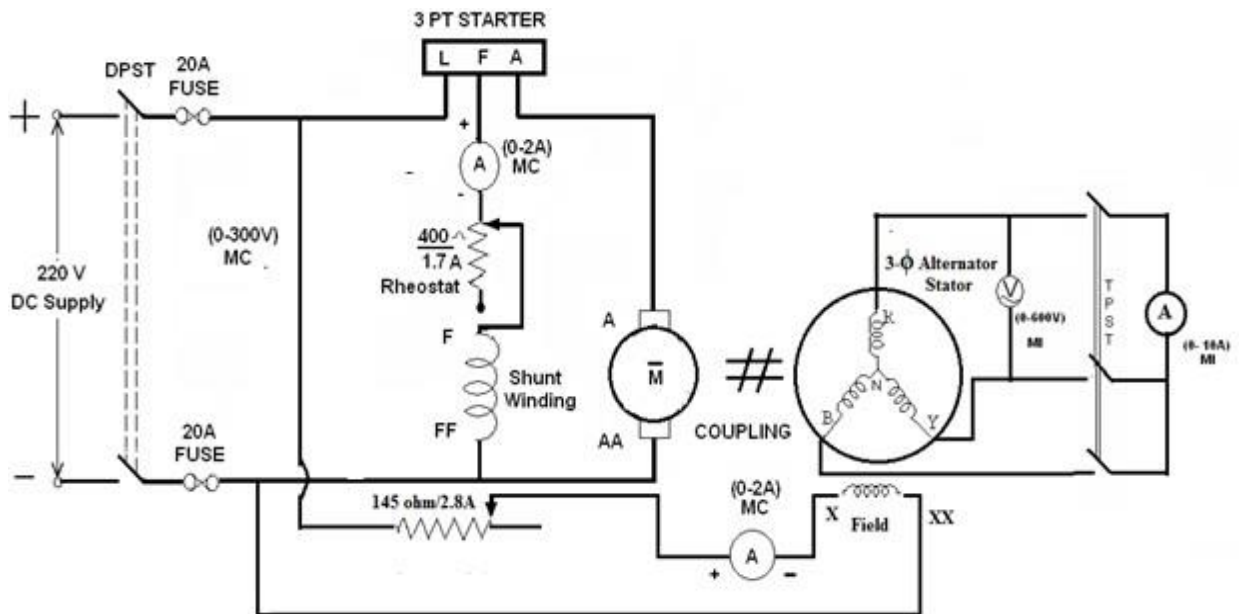 3 PT STARTER
L F A
DPST
20A
FUSE
+
+
(0-2A)
MC
A
-
(0-300V)
MC
400
1.7 A
Rheostat
220 V
DC Supply
3-ϕ Alternator
Stator
V
(0-600V)
MI
TPST
A
(0-10A)
MI
F
Shunt
Winding
FF
A
M
AA
COUPLING
R
N
B
Y
20A
FUSE
-
145 ohm/2.8A
(0-2A)
MC
X
Field
XX
+
A
-